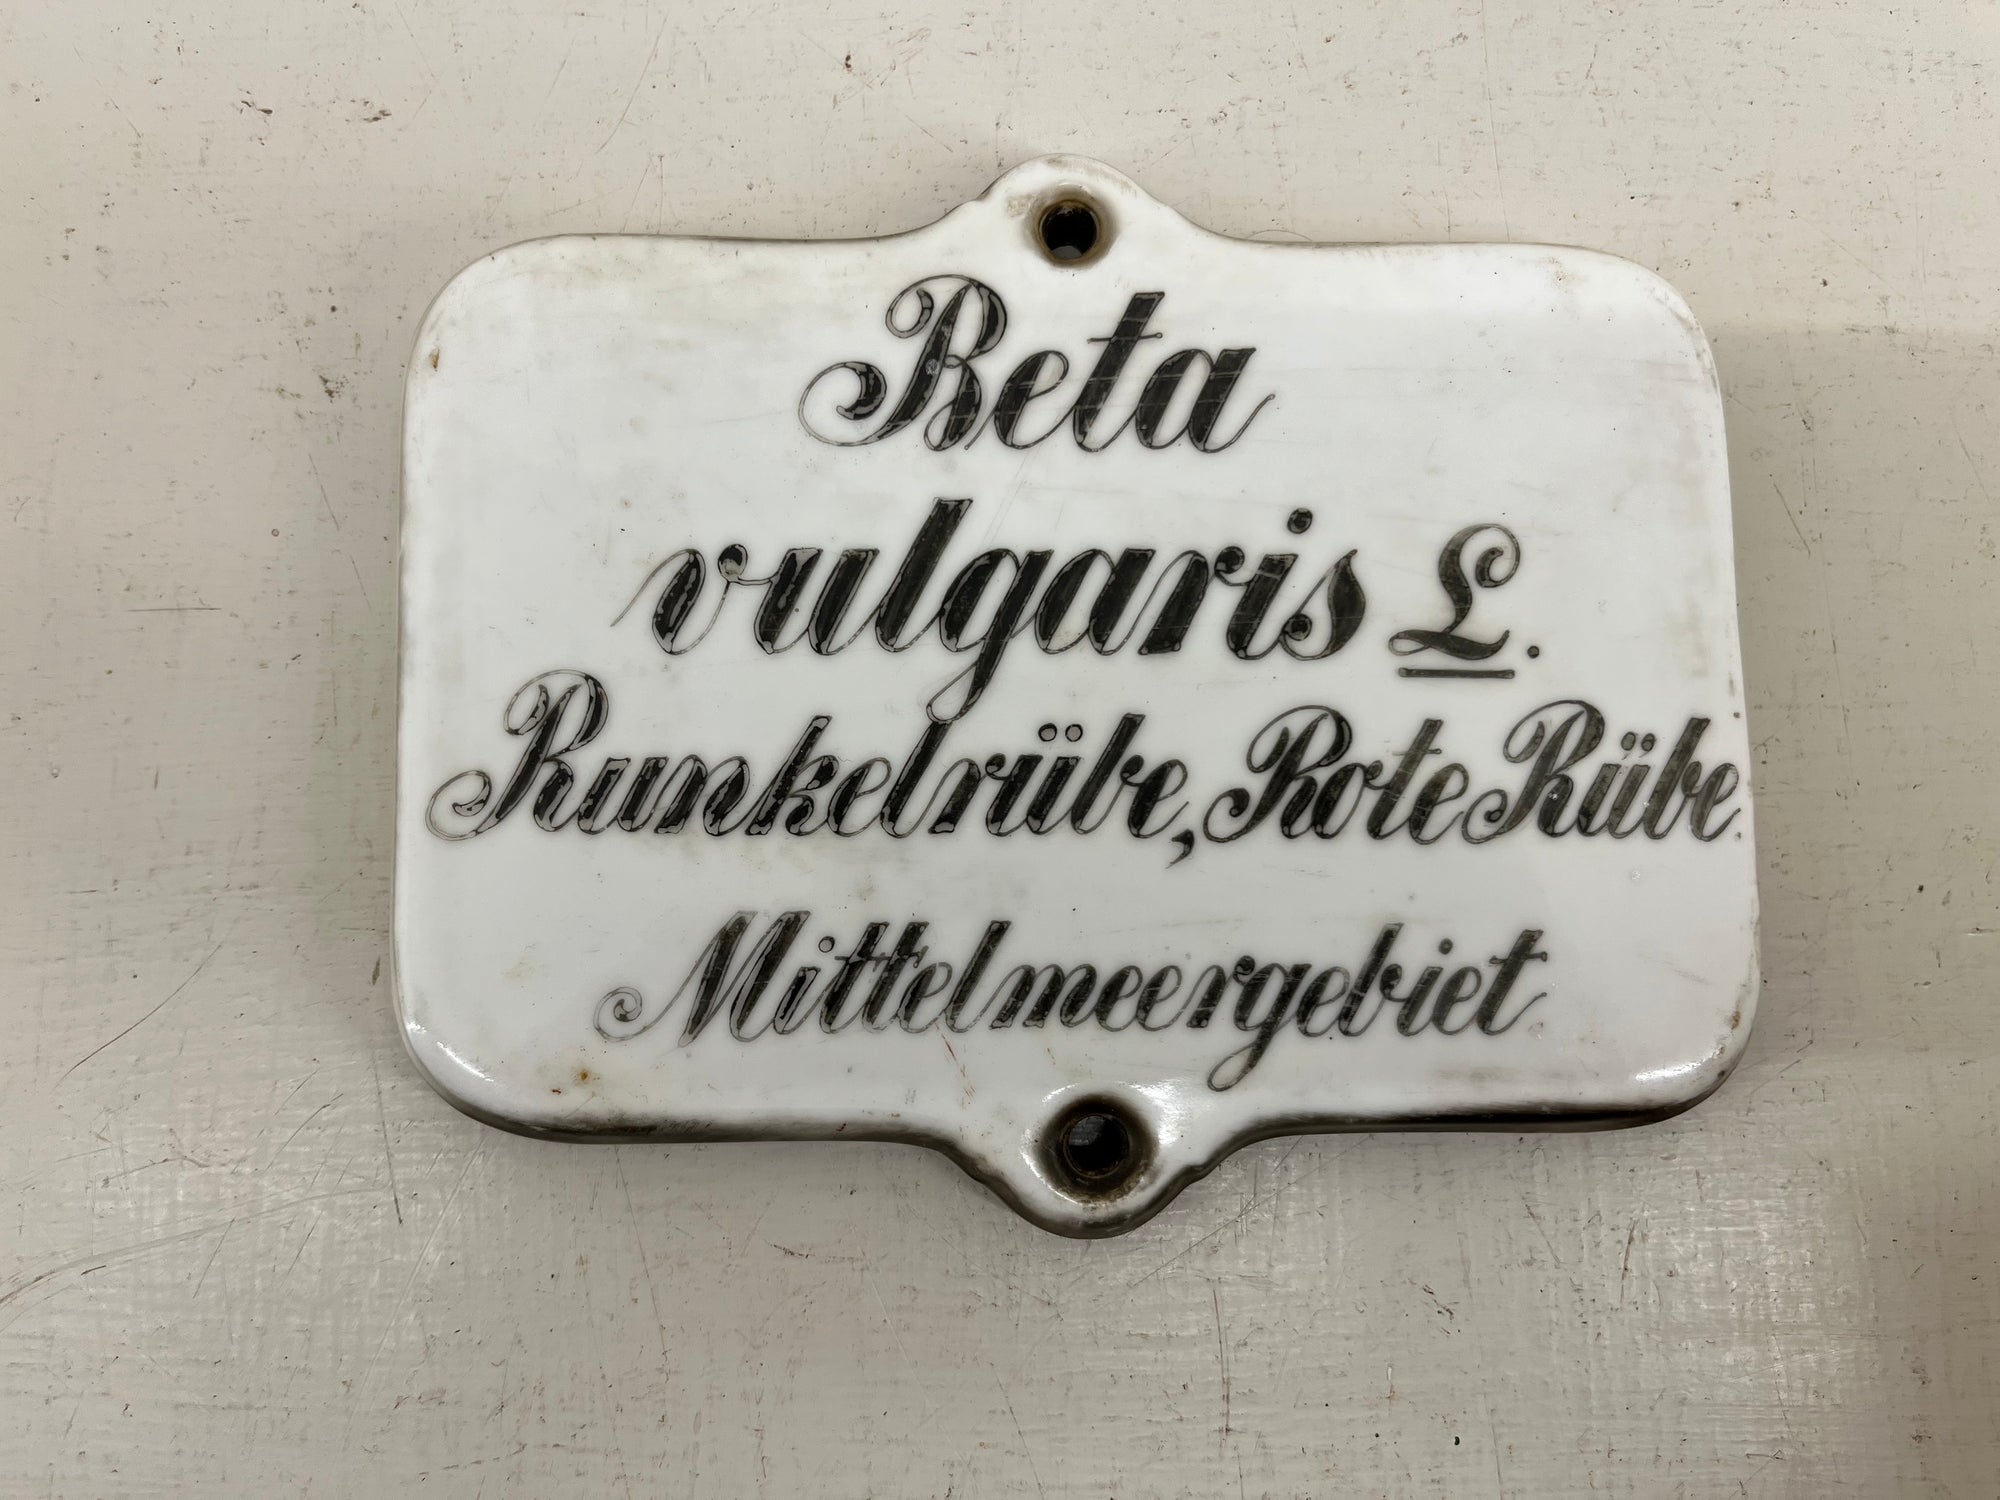 Beta
vulgaris L.
Runkelrübe, Rote Rübe.
Mittelmeergebiet